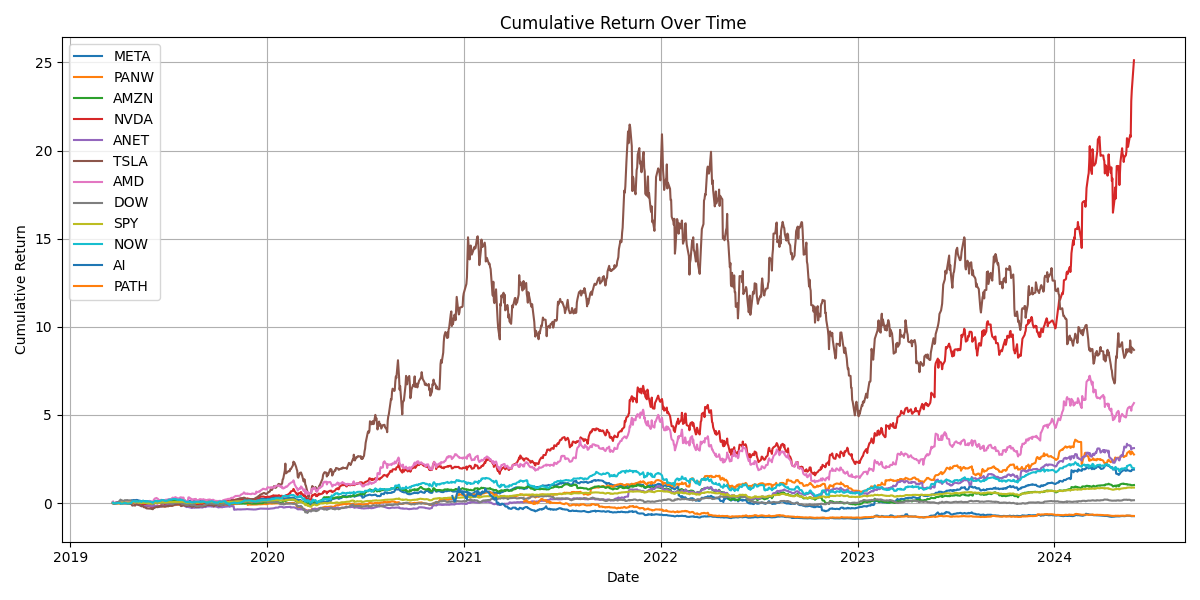 Cumulative Return Over Time
META
PANW
AMZN
NVDA
ANET
TSLA
AMD
DOW
SPY
NOW
AI
PATH
Cumulative Return
25
20
15
10
5
0
2019
2020
2021
2022
2023
2024
Date